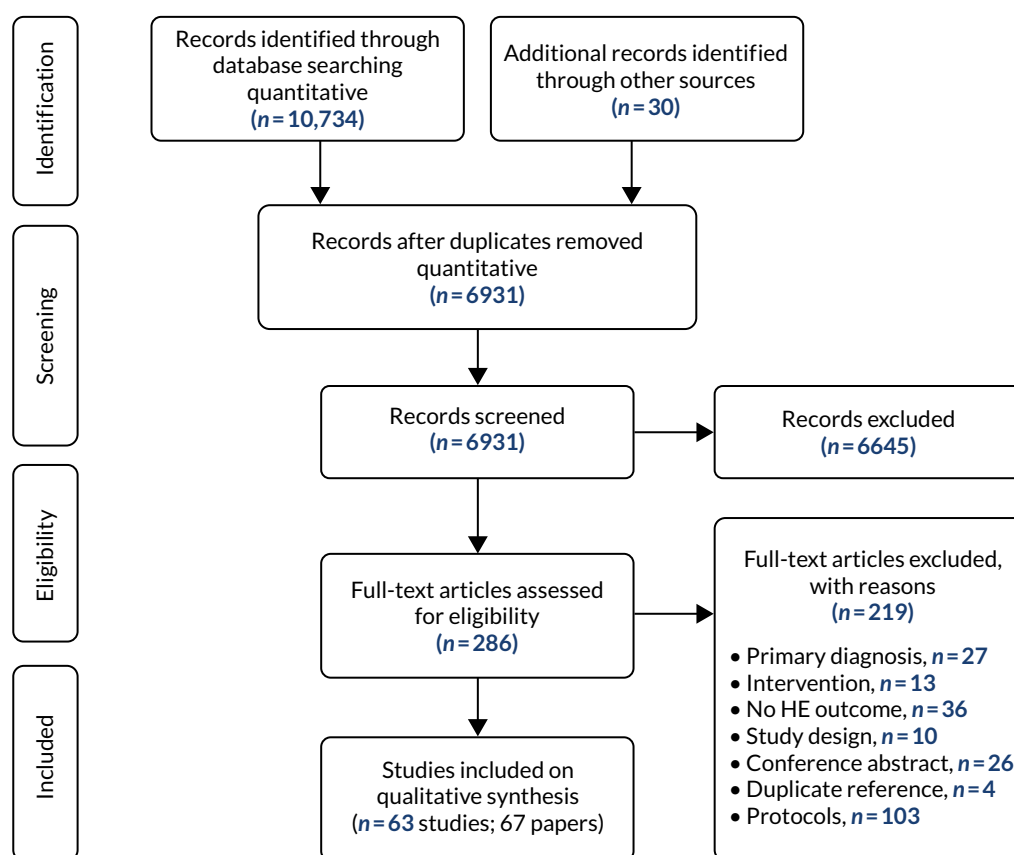 Identification
Records identified through
database searching
quantitative
(n=10,734)
Additional records identified
through other sources
(n=30)
Screening
Records after duplicates removed
quantitative
(n=6931)
Records screened
(n=6931)
Records excluded
(n=6645)
Eligibility
Full-text articles assessed
for eligibility
(n=286)
Full-text articles excluded,
with reasons
(n=219)
• Primary diagnosis, n=27
• Intervention, n=13
• No HE outcome, n=36
• Study design, n=10
• Conference abstract, n=26
• Duplicate reference, n=4
• Protocols, n=103
Included
Studies included on
qualitative synthesis
(n=63 studies; 67 papers)